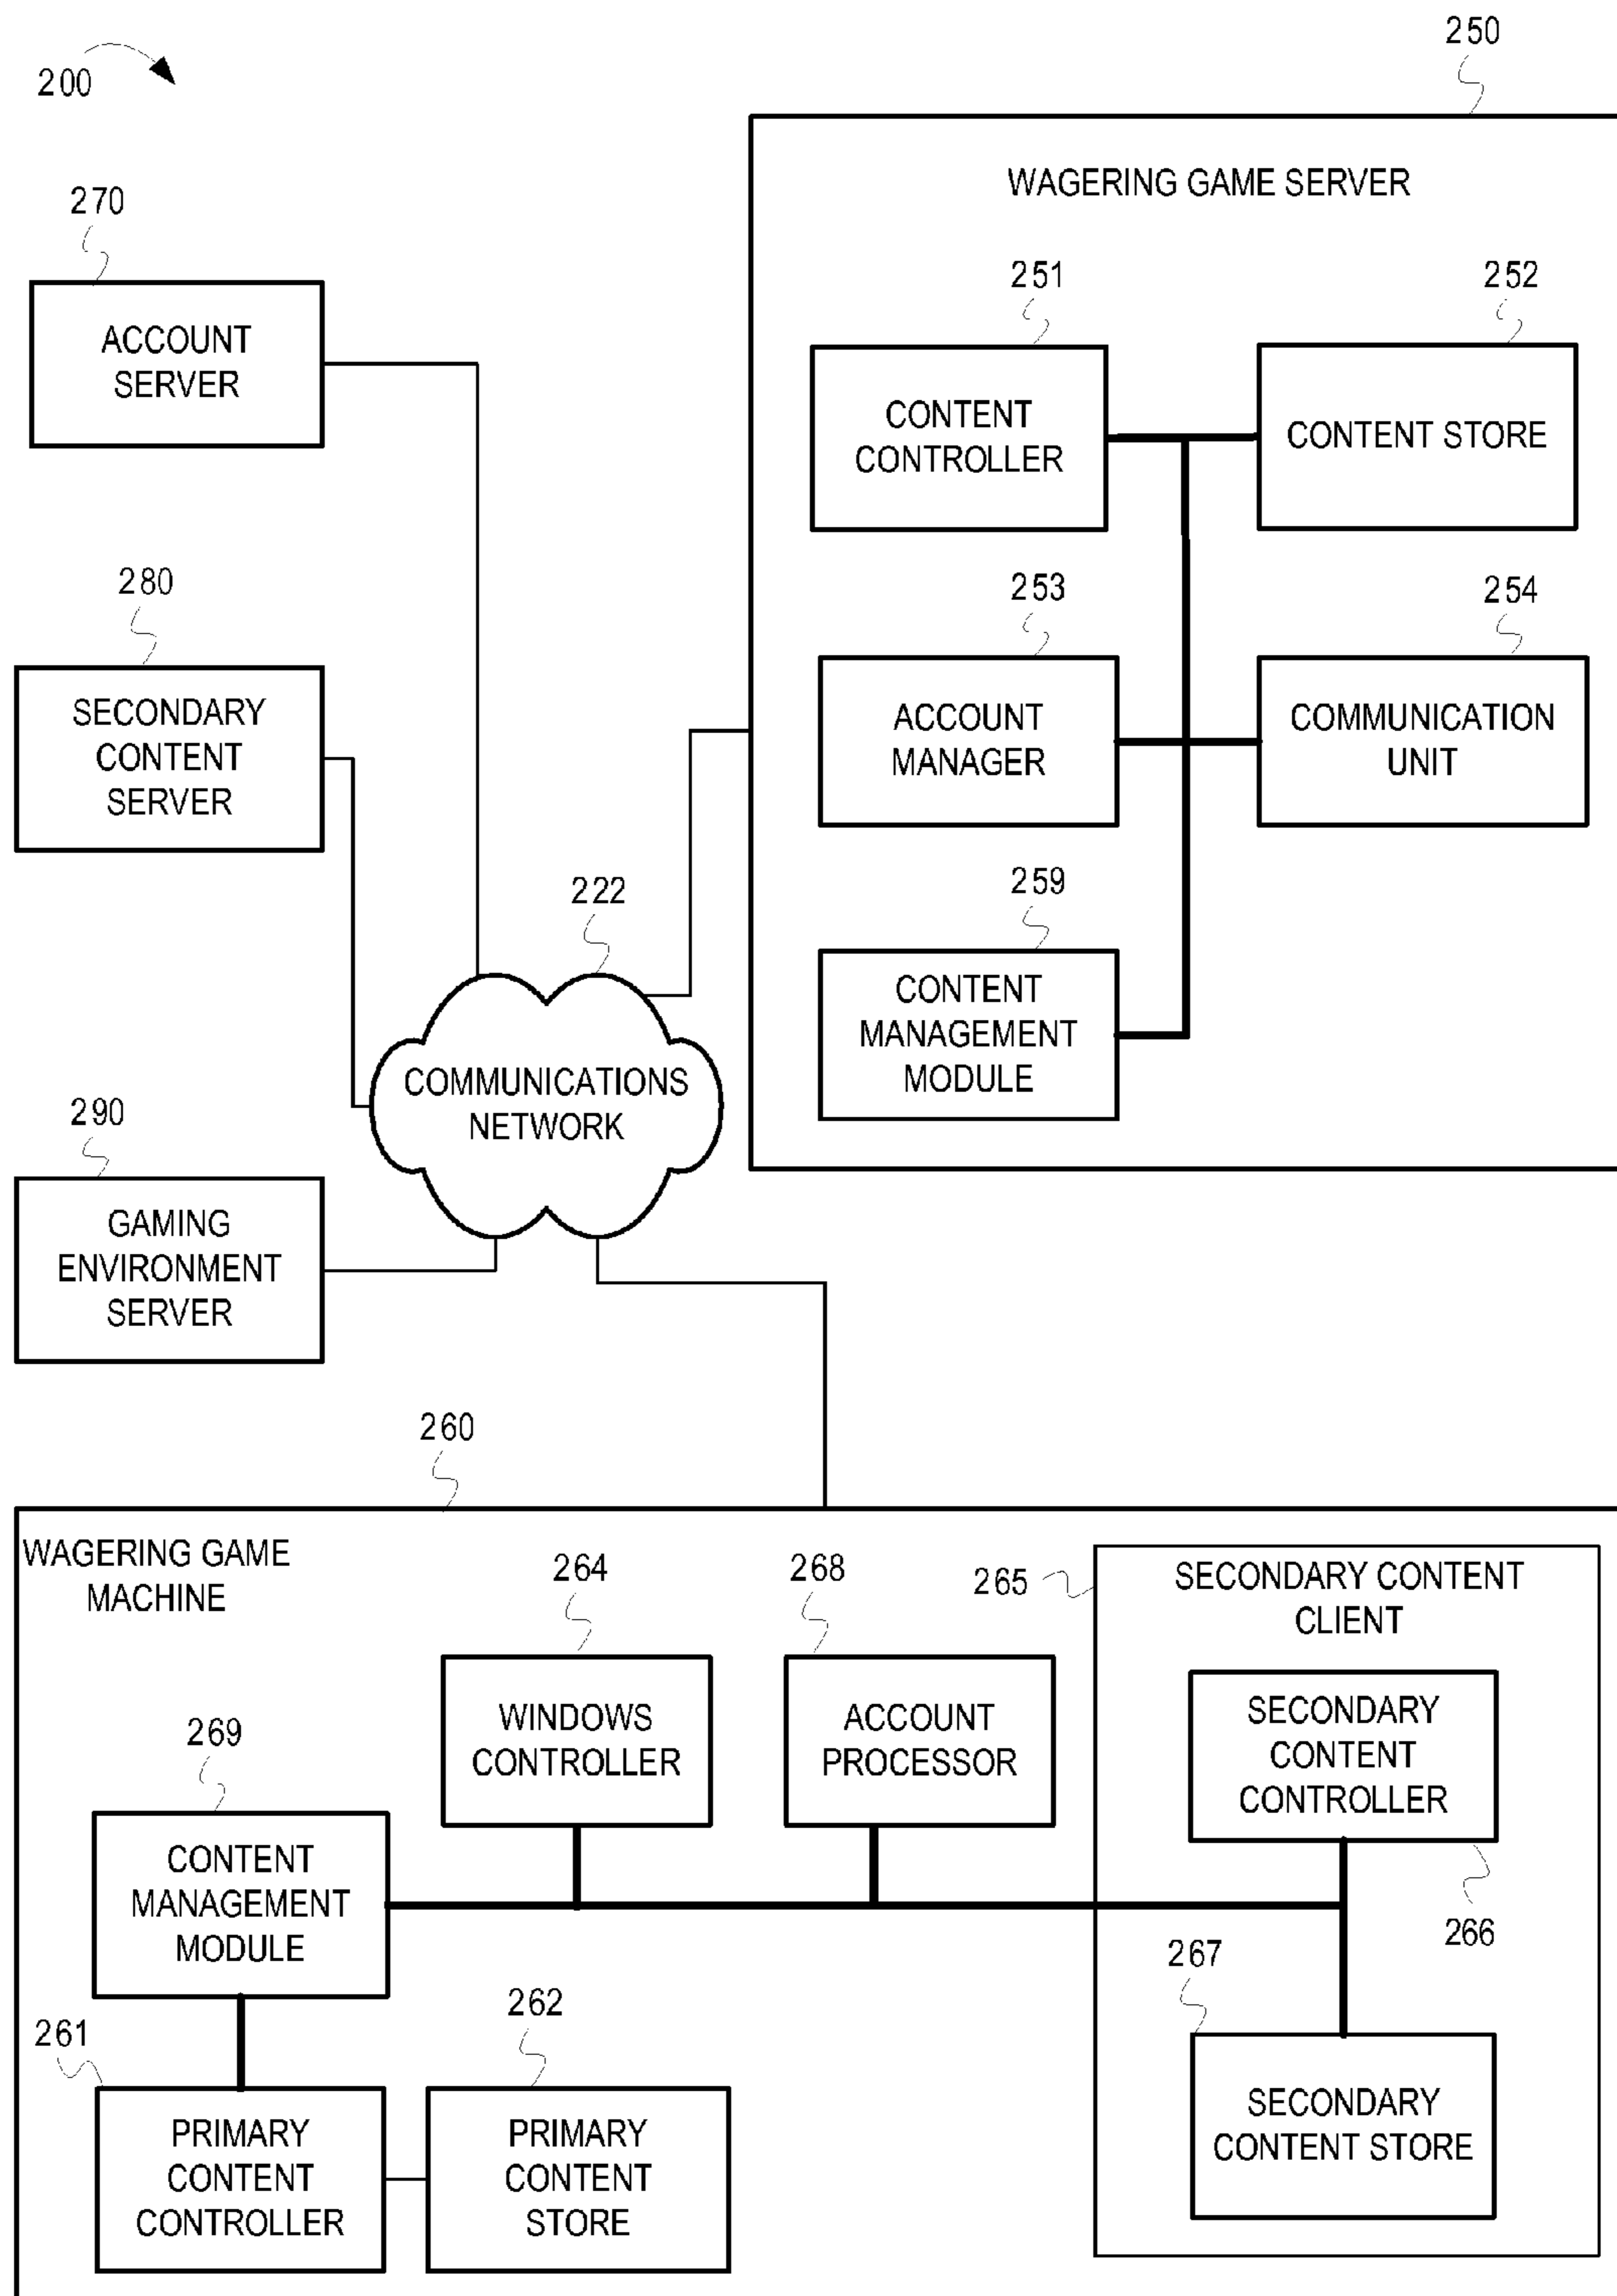 200
250
WAGERING GAME SERVER
270
ACCOUNT
SERVER
251
CONTENT
CONTROLLER
252
CONTENT STORE
280
SECONDARY
CONTENT
SERVER
253
ACCOUNT
MANAGER
254
COMMUNICATION
UNIT
222
COMMUNICATIONS
NETWORK
259
CONTENT
MANAGEMENT
MODULE
290
GAMING
ENVIRONMENT
SERVER
260
WAGERING GAME
MACHINE
264
WINDOWS
CONTROLLER
268
ACCOUNT
PROCESSOR
265
SECONDARY CONTENT
CLIENT
SECONDARY
CONTENT
CONTROLLER
266
269
CONTENT
MANAGEMENT
MODULE
267
SECONDARY
CONTENT STORE
261
PRIMARY
CONTENT
CONTROLLER
262
PRIMARY
CONTENT
STORE